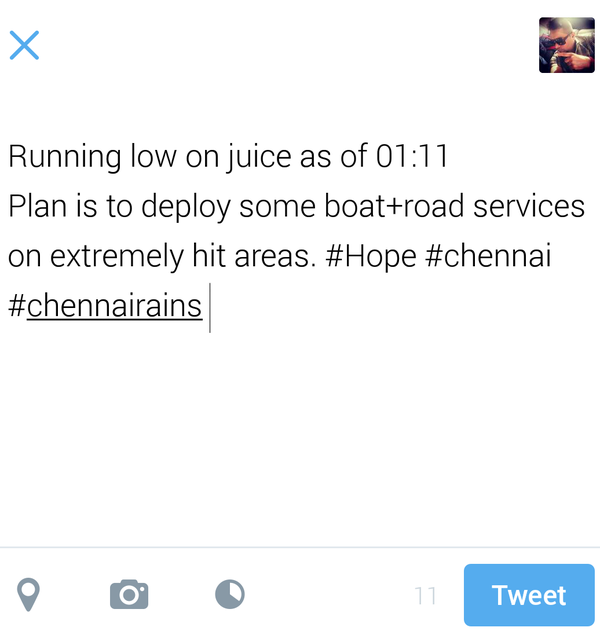 Running low on juice as of 01:11
Plan is to deploy some boat+road services
on extremely hit areas. #Hope #chennai
#chennairains
11
Tweet